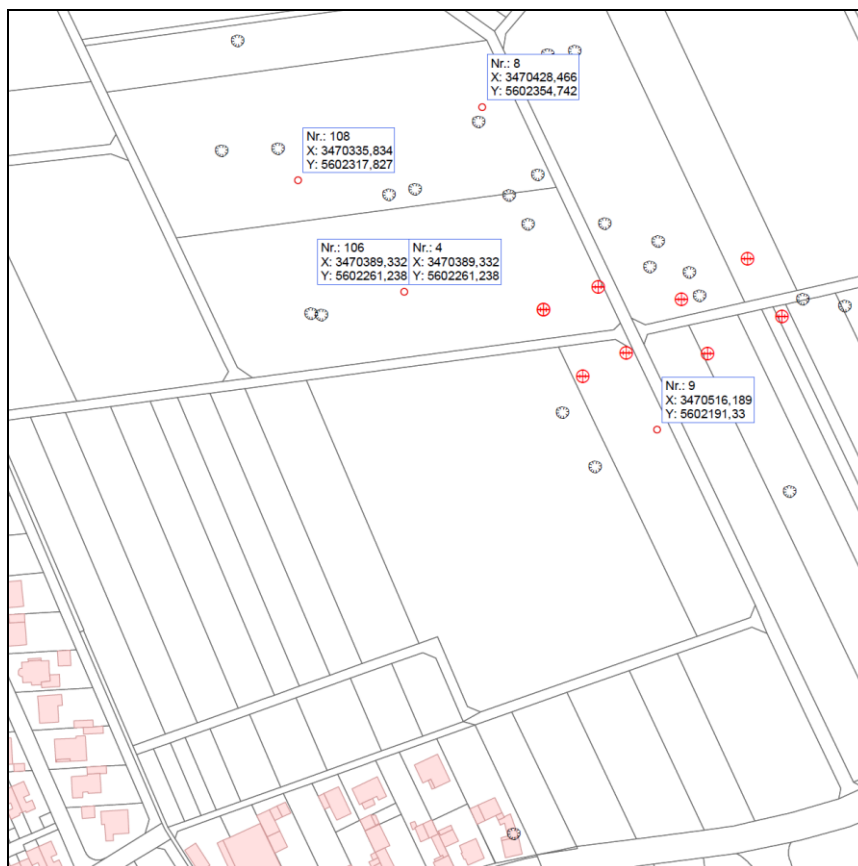 Nr.: 8
X: 3470428,466
Y: 5602354,742
Nr.: 108
X: 3470335,834
Y: 5602317,827
Nr.: 106
X: 3470389,332
Y: 5602261,238
Nr.: 4
X: 3470389,332
Y: 5602261,238
Nr.: 9
X: 3470516,189
Y: 5602191,33